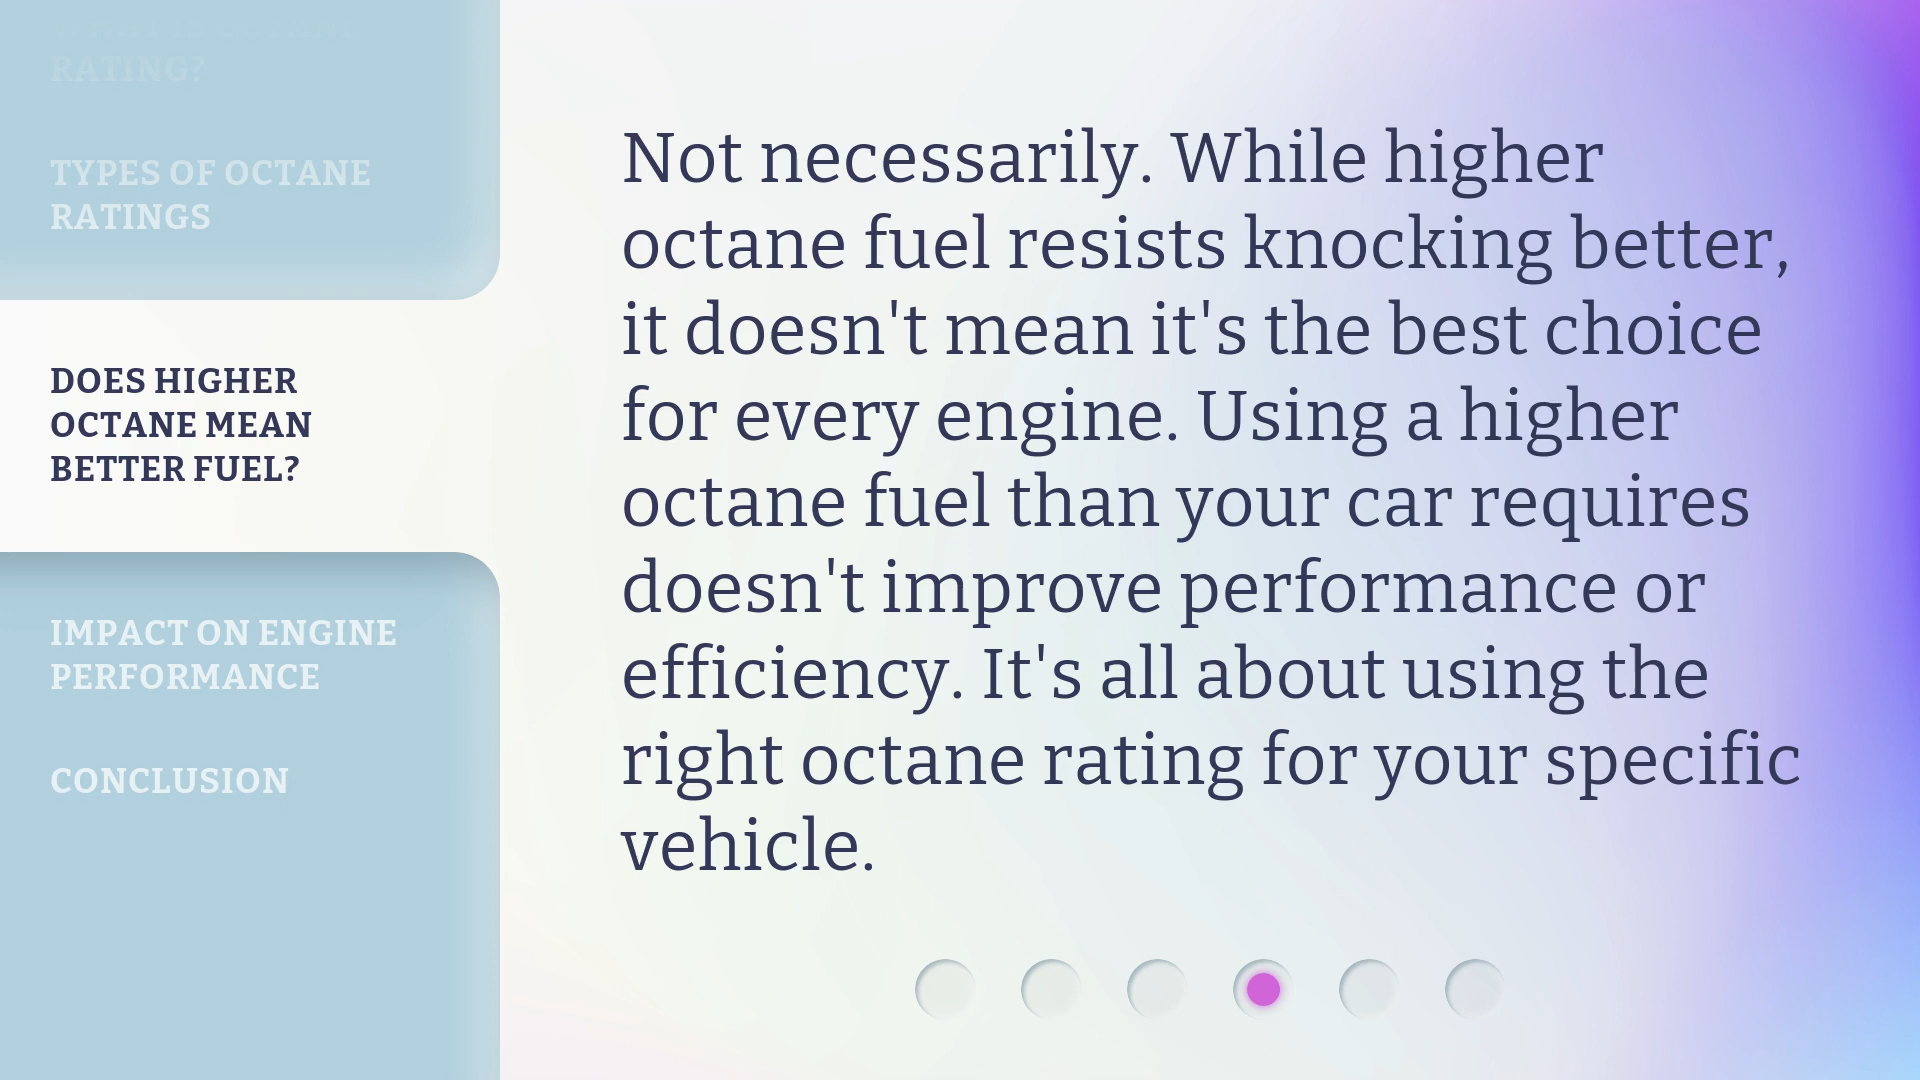 RATING?
TYPES OF OCTANE
RATINGS
DOES HIGHER
OCTANE MEAN
BETTER FUEL?
IMPACT ON ENGINE
PERFORMANCE
CONCLUSION
Not necessarily. While higher
octane fuel resists knocking better,
it doesn't mean it's the best choice
for every engine. Using a higher
octane fuel than your car requires
doesn't improve performance or
efficiency. It's all about using the
right octane rating for your specific
vehicle.